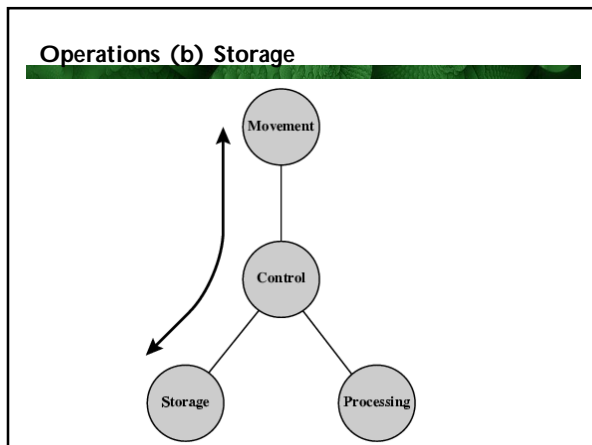 Operations (b) Storage
Movement
Control
Storage
Processing